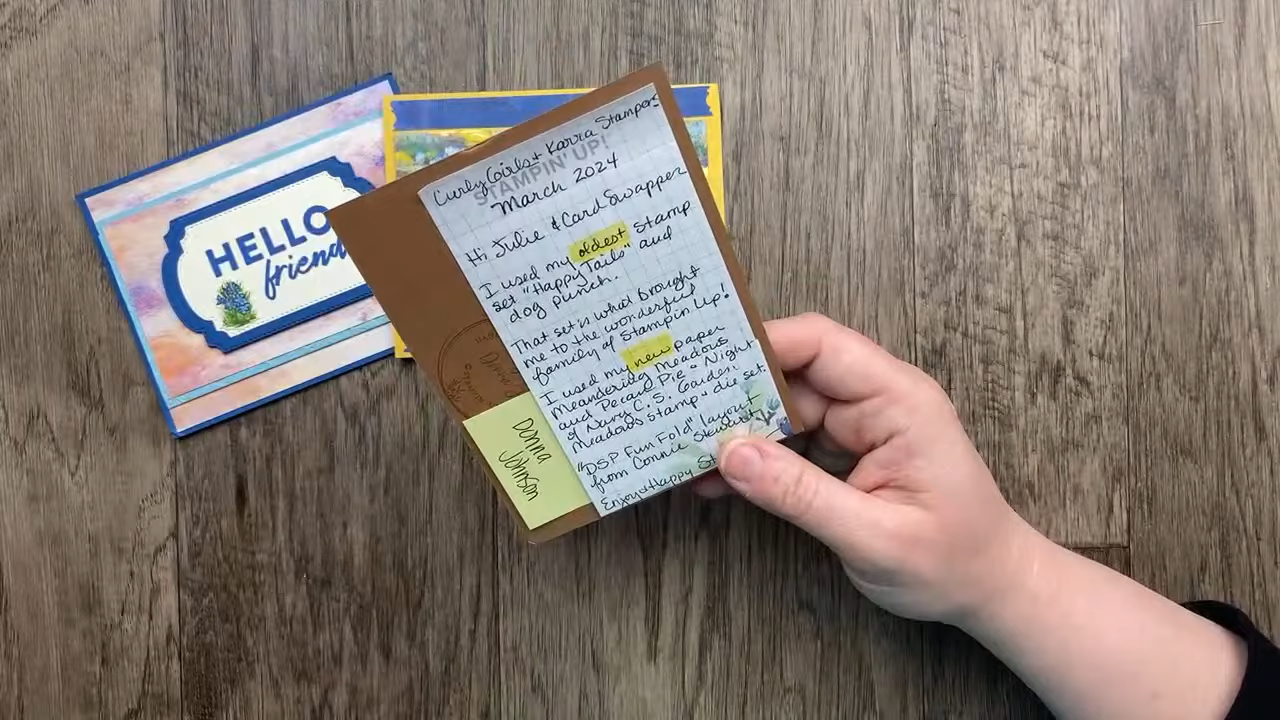 HELLO
friend
Curly Girls + Karra Stampers
STAMPIN' UP!
March 2024
Hi Julie & Card Swapper
I used my oldest stamp
set "Happy Tails" and
dog punch.
That set is what brought
me to the wonderful
family of Stampin Up!
I used my new paper
Meandering Meadows
and Pecan Pie + Night
of Navy C.S. Garden
Meadows stamp + die set.
"DSP Fun Fold" layout
from Connie Stewart
Enjoy + Happy
Donna
Johnson